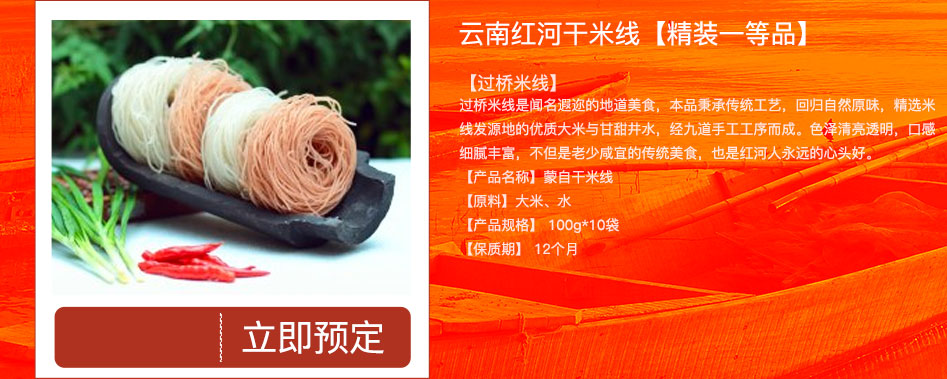 云南红河干米线【精装一等品】
【过桥米线】
过桥米线是闻名遐迩的地道美食，本品秉承传统工艺，回归自然原味，精选米
线发源地的优质大米与甘甜井水，经九道手工工序而成。色泽清亮透明，口感
细腻丰富，不但是老少咸宜的传统美食，也是红河人永远的心头好。
【产品名称】蒙自干米线
【原料】大米、水
【产品规格】 100g*10袋
【保质期】 12个月
立即预定